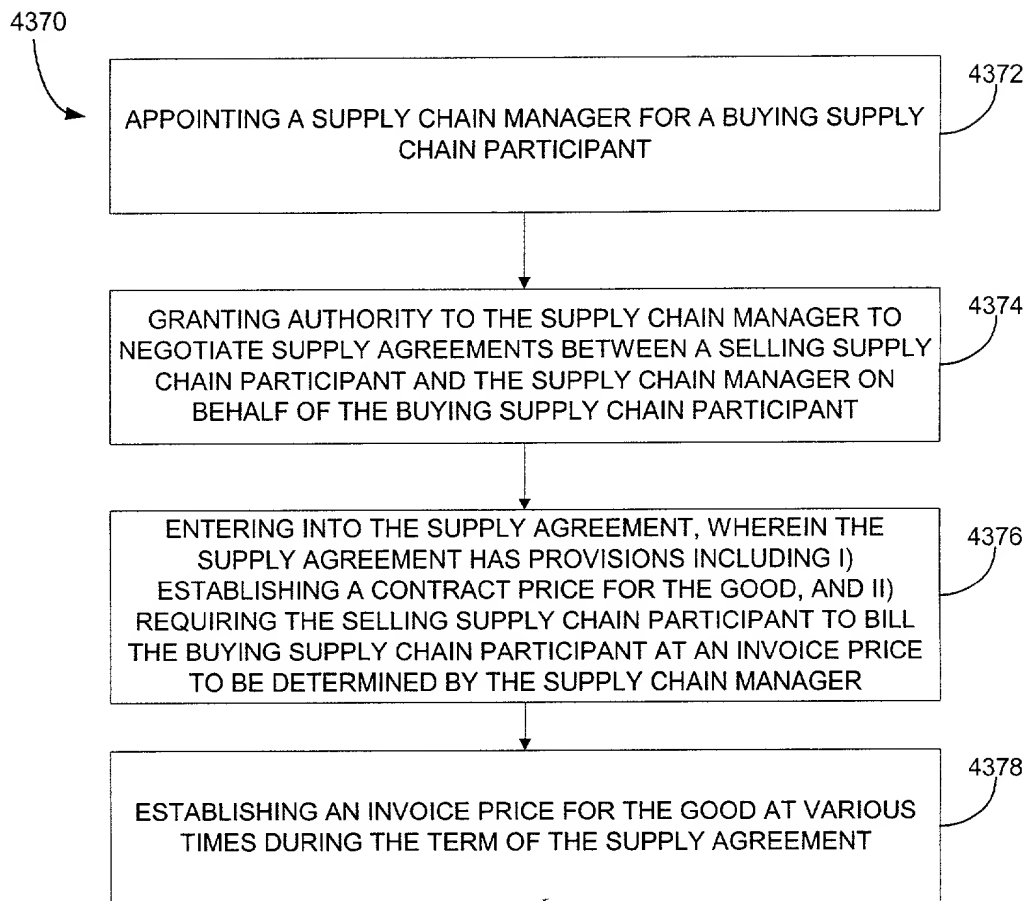 4370
4372
APPOINTING A SUPPLY CHAIN MANAGER FOR A BUYING SUPPLY
CHAIN PARTICIPANT
4374
GRANTING AUTHORITY TO THE SUPPLY CHAIN MANAGER TO
NEGOTIATE SUPPLY AGREEMENTS BETWEEN A SELLING SUPPLY
CHAIN PARTICIPANT AND THE SUPPLY CHAIN MANAGER ON
BEHALF OF THE BUYING SUPPLY CHAIN PARTICIPANT
4376
ENTERING INTO THE SUPPLY AGREEMENT, WHEREIN THE
SUPPLY AGREEMENT HAS PROVISIONS INCLUDING I)
ESTABLISHING A CONTRACT PRICE FOR THE GOOD, AND II)
REQUIRING THE SELLING SUPPLY CHAIN PARTICIPANT TO BILL
THE BUYING SUPPLY CHAIN PARTICIPANT AT AN INVOICE PRICE
TO BE DETERMINED BY THE SUPPLY CHAIN MANAGER
4378
ESTABLISHING AN INVOICE PRICE FOR THE GOOD AT VARIOUS
TIMES DURING THE TERM OF THE SUPPLY AGREEMENT